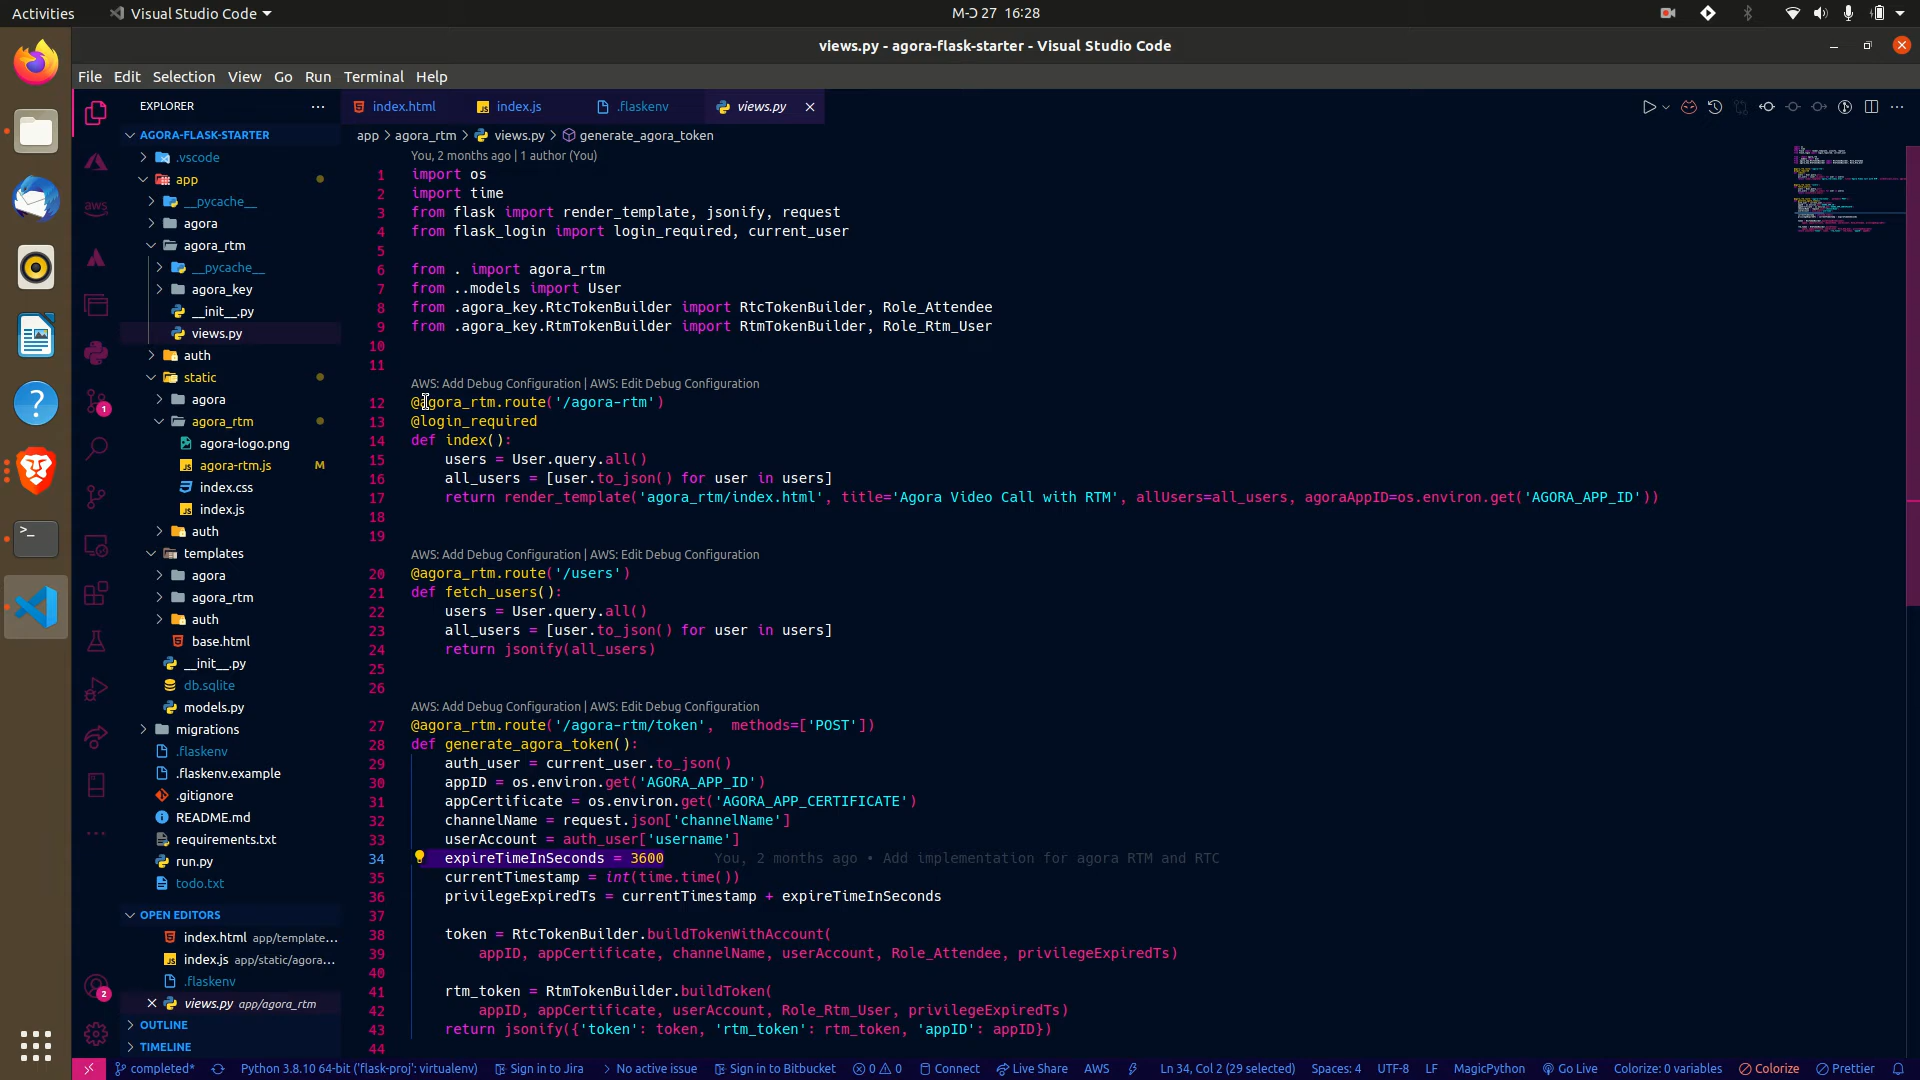 Activities
Visual Studio Code
M-Ɔ 27 16:28
views.py - agora-flask-starter - Visual Studio Code
File Edit Selection View Go Run Terminal Help
EXPLORER
index.html
index.js
.flaskenv
views.py
AGORA-FLASK-STARTER
.vscode
app
__pycache__
agora
agora_rtm
__pycache__
agora_key
__init__.py
views.py
auth
static
agora
agora_rtm
agora-logo.png
agora-rtm.js M
index.css
index.js
auth
templates
agora
agora_rtm
auth
base.html
__init__.py
db.sqlite
models.py
migrations
.flaskenv
.flaskenv.example
.gitignore
README.md
requirements.txt
run.py
todo.txt
OPEN EDITORS
index.html app/template...
index.js app/static/agora...
.flaskenv
views.py app/agora_rtm
OUTLINE
TIMELINE
aws
1
2
app > agora_rtm > views.py > generate_agora_token
You, 2 months ago | 1 author (You)
1 import os
2 import time
3 from flask import render_template, jsonify, request
4 from flask_login import login_required, current_user
5
6 from . import agora_rtm
7 from ..models import User
8 from .agora_key.RtcTokenBuilder import RtcTokenBuilder, Role_Attendee
9 from .agora_key.RtmTokenBuilder import RtmTokenBuilder, Role_Rtm_User
10
11
AWS: Add Debug Configuration | AWS: Edit Debug Configuration
12 @agora_rtm.route('/agora-rtm')
13 @login_required
14 def index():
15 users = User.query.all()
16 all_users = [user.to_json() for user in users]
17 return render_template('agora_rtm/index.html', title='Agora Video Call with RTM', allUsers=all_users, agoraAppID=os.environ.get('AGORA_APP_ID'))
18
19
AWS: Add Debug Configuration | AWS: Edit Debug Configuration
20 @agora_rtm.route('/users')
21 def fetch_users():
22 users = User.query.all()
23 all_users = [user.to_json() for user in users]
24 return jsonify(all_users)
25
26
AWS: Add Debug Configuration | AWS: Edit Debug Configuration
27 @agora_rtm.route('/agora-rtm/token', methods=['POST'])
28 def generate_agora_token():
29 auth_user = current_user.to_json()
30 appID = os.environ.get('AGORA_APP_ID')
31 appCertificate = os.environ.get('AGORA_APP_CERTIFICATE')
32 channelName = request.json['channelName']
33 userAccount = auth_user['username']
34 expireTimeInSeconds = 3600 You, 2 months ago • Add implementation for agora RTM and RTC
35 currentTimestamp = int(time.time())
36 privilegeExpiredTs = currentTimestamp + expireTimeInSeconds
37
38 token = RtcTokenBuilder.buildTokenWithAccount(
39 appID, appCertificate, channelName, userAccount, Role_Attendee, privilegeExpiredTs)
40
41 rtm_token = RtmTokenBuilder.buildToken(
42 appID, appCertificate, userAccount, Role_Rtm_User, privilegeExpiredTs)
43 return jsonify({'token': token, 'rtm_token': rtm_token, 'appID': appID})
44
completed* Python 3.8.10 64-bit ('flask-proj': virtualenv) Sign in to Jira No active issue Sign in to Bitbucket 0 0 Connect Live Share AWS Ln 34, Col 2 (29 selected) Spaces: 4 UTF-8 LF MagicPython Go Live Colorize: 0 variables Colorize Prettier